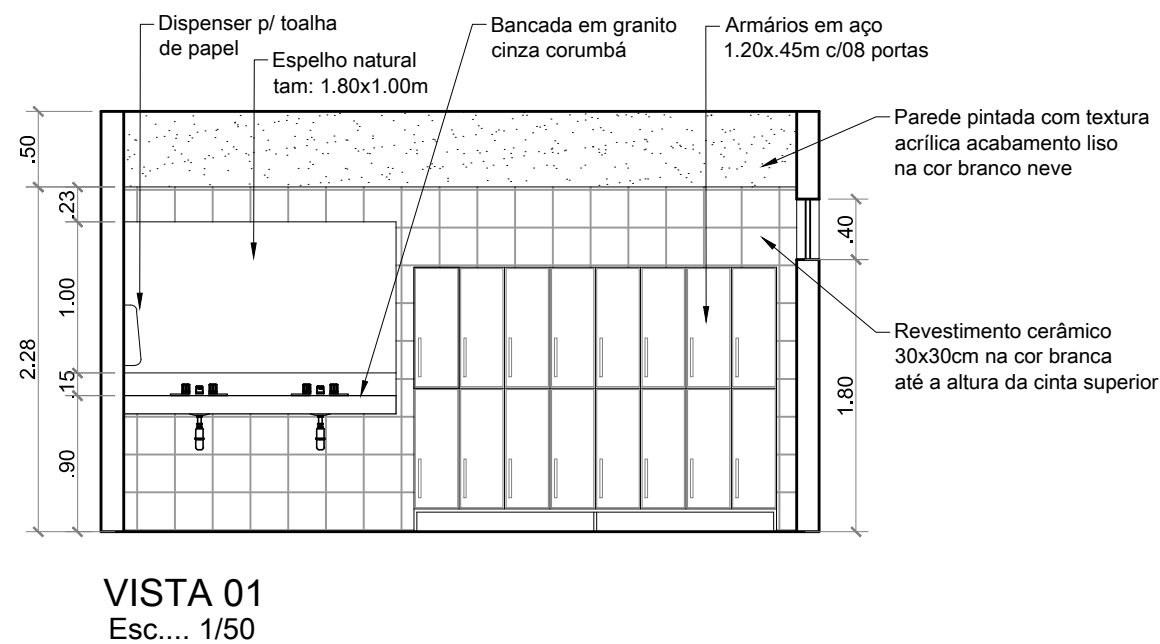 Dispenser p/ toalha
de papel
Espelho natural
tam: 1.80x1.00m
Bancada em granito
cinza corumbá
Armários em aço
1.20x.45m c/08 portas
Parede pintada com textura
acrílica acabamento liso
na cor branco neve
Revestimento cerâmico
30x30cm na cor branca
até a altura da cinta superior
.50
2.28
.23
1.00
.15
.90
.40
1.80
VISTA 01
Esc.... 1/50